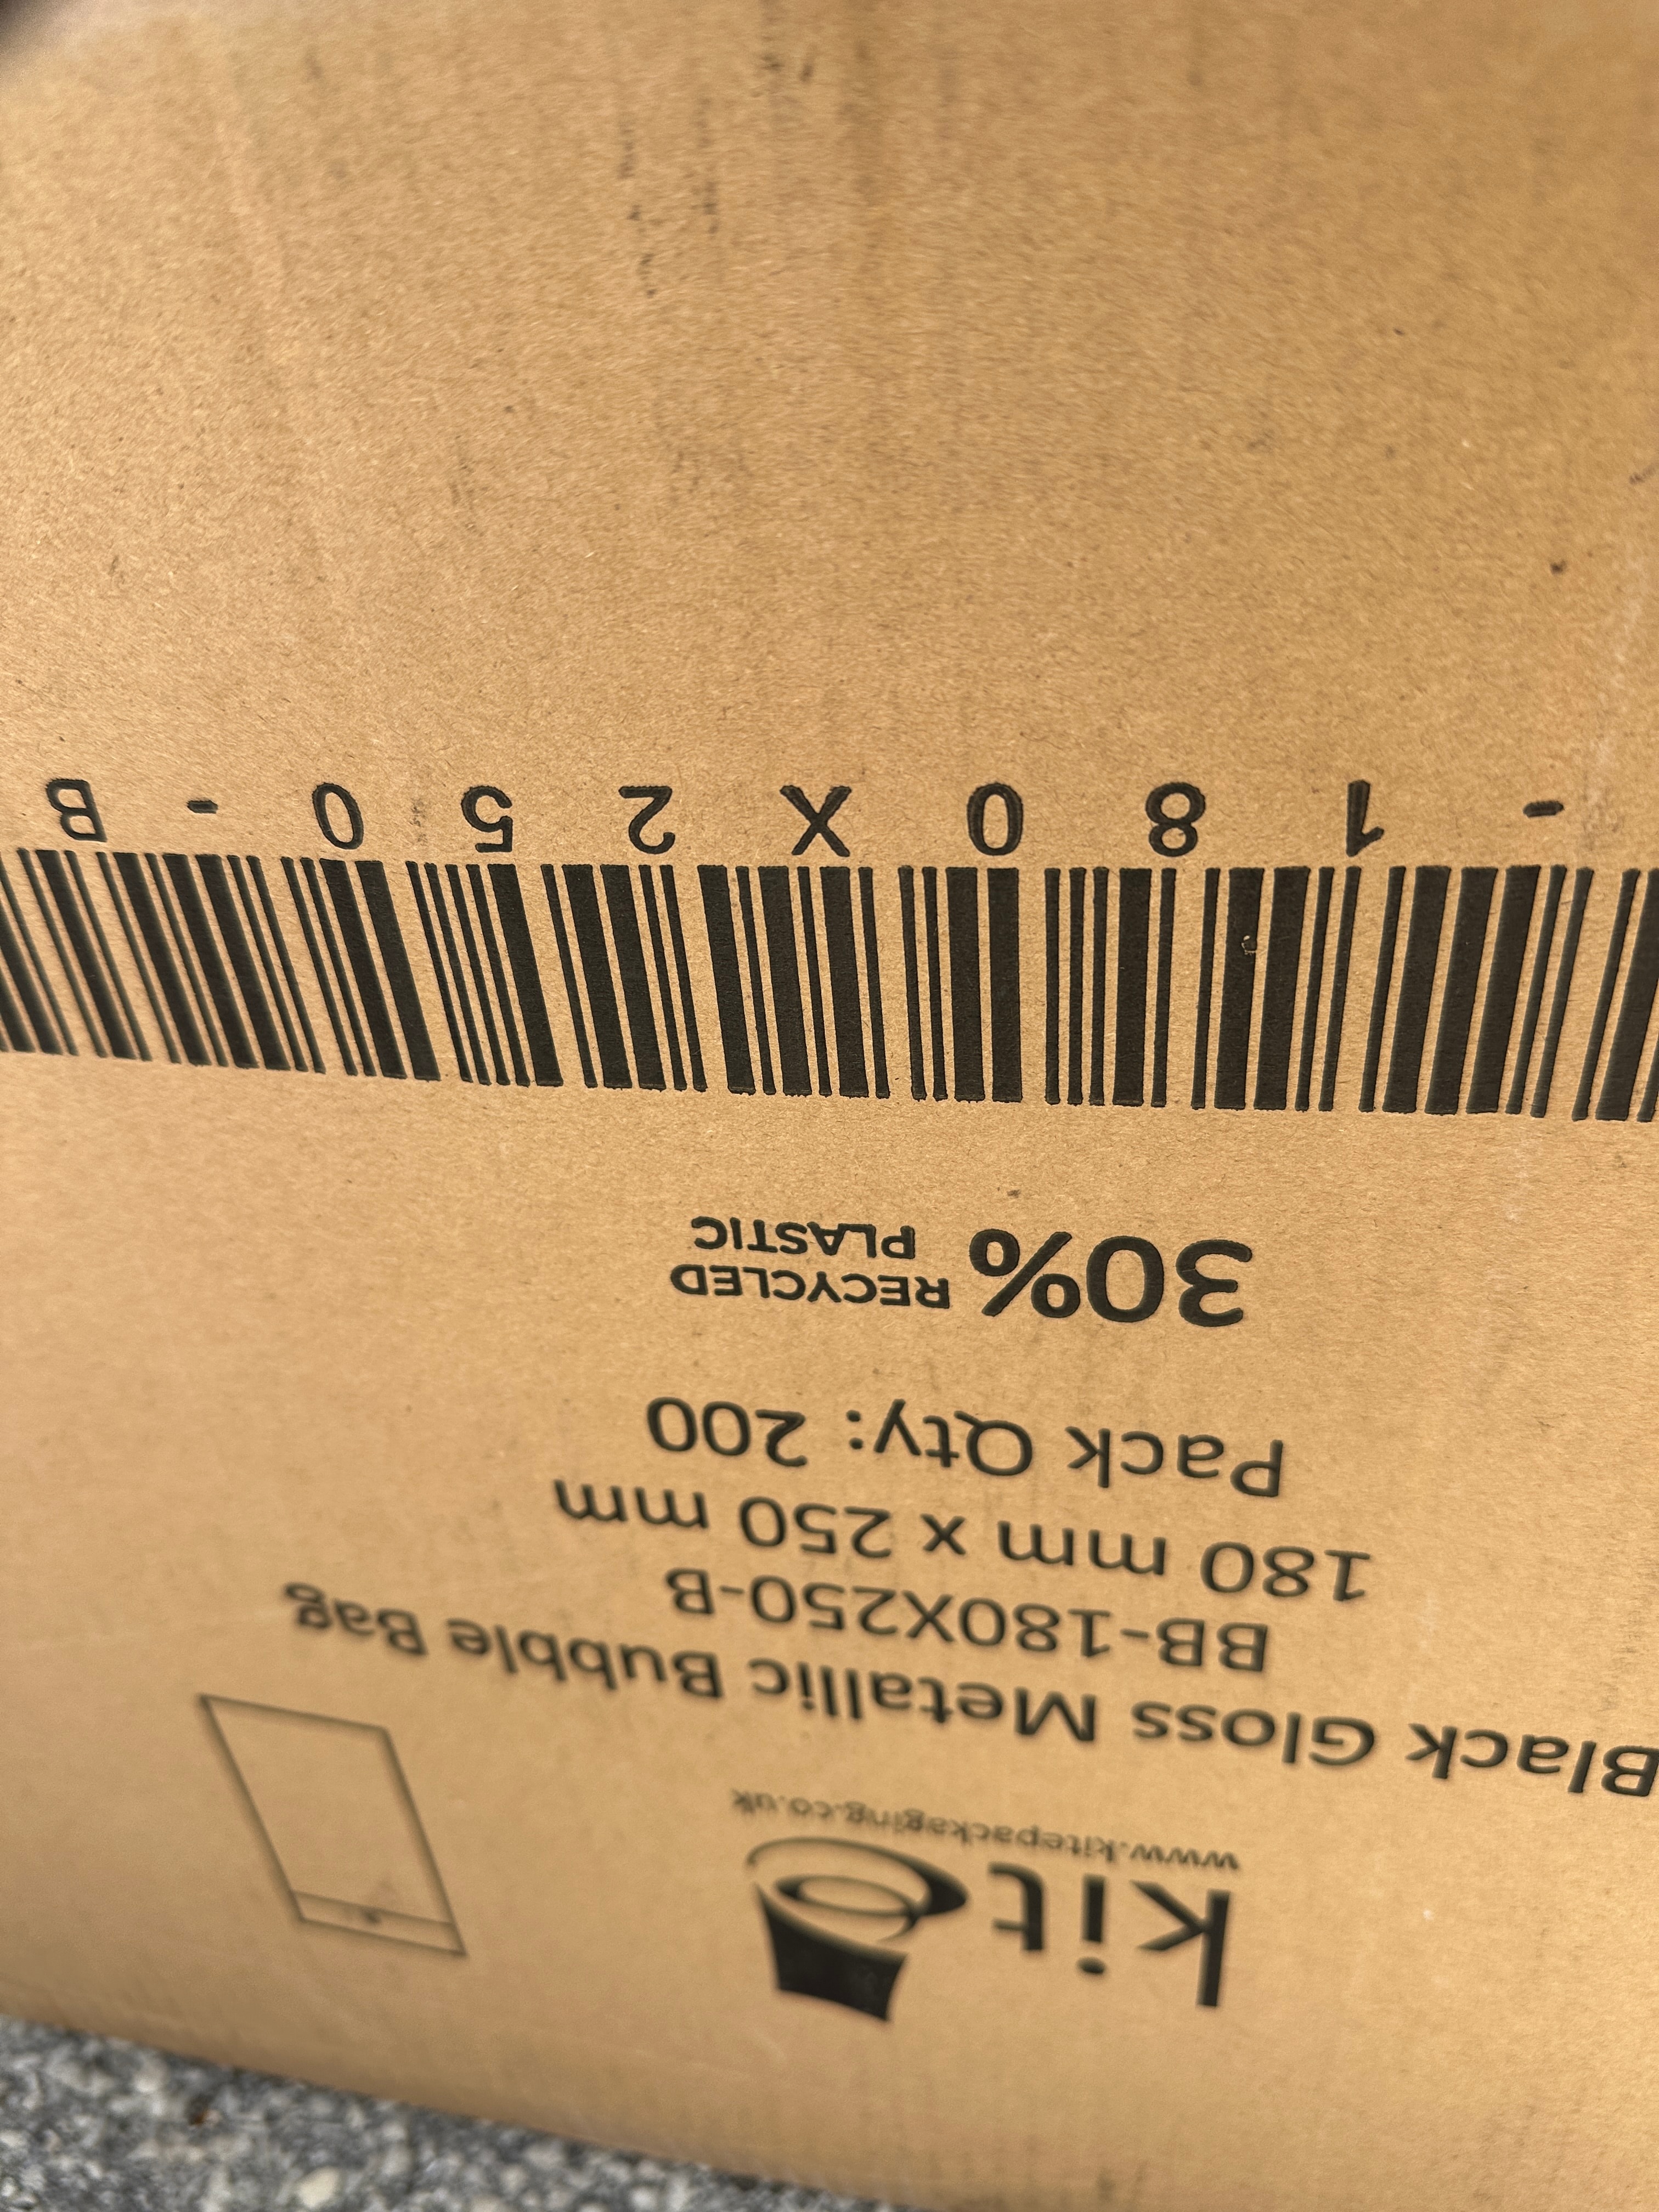 kite
www.kitepackaging.co.uk
Black Gloss Metallic Bubble Bag
BB-180X250-B
180 mm x 250 mm
Pack Qty: 200
30% RECYCLED
PLASTIC
-180X250-B